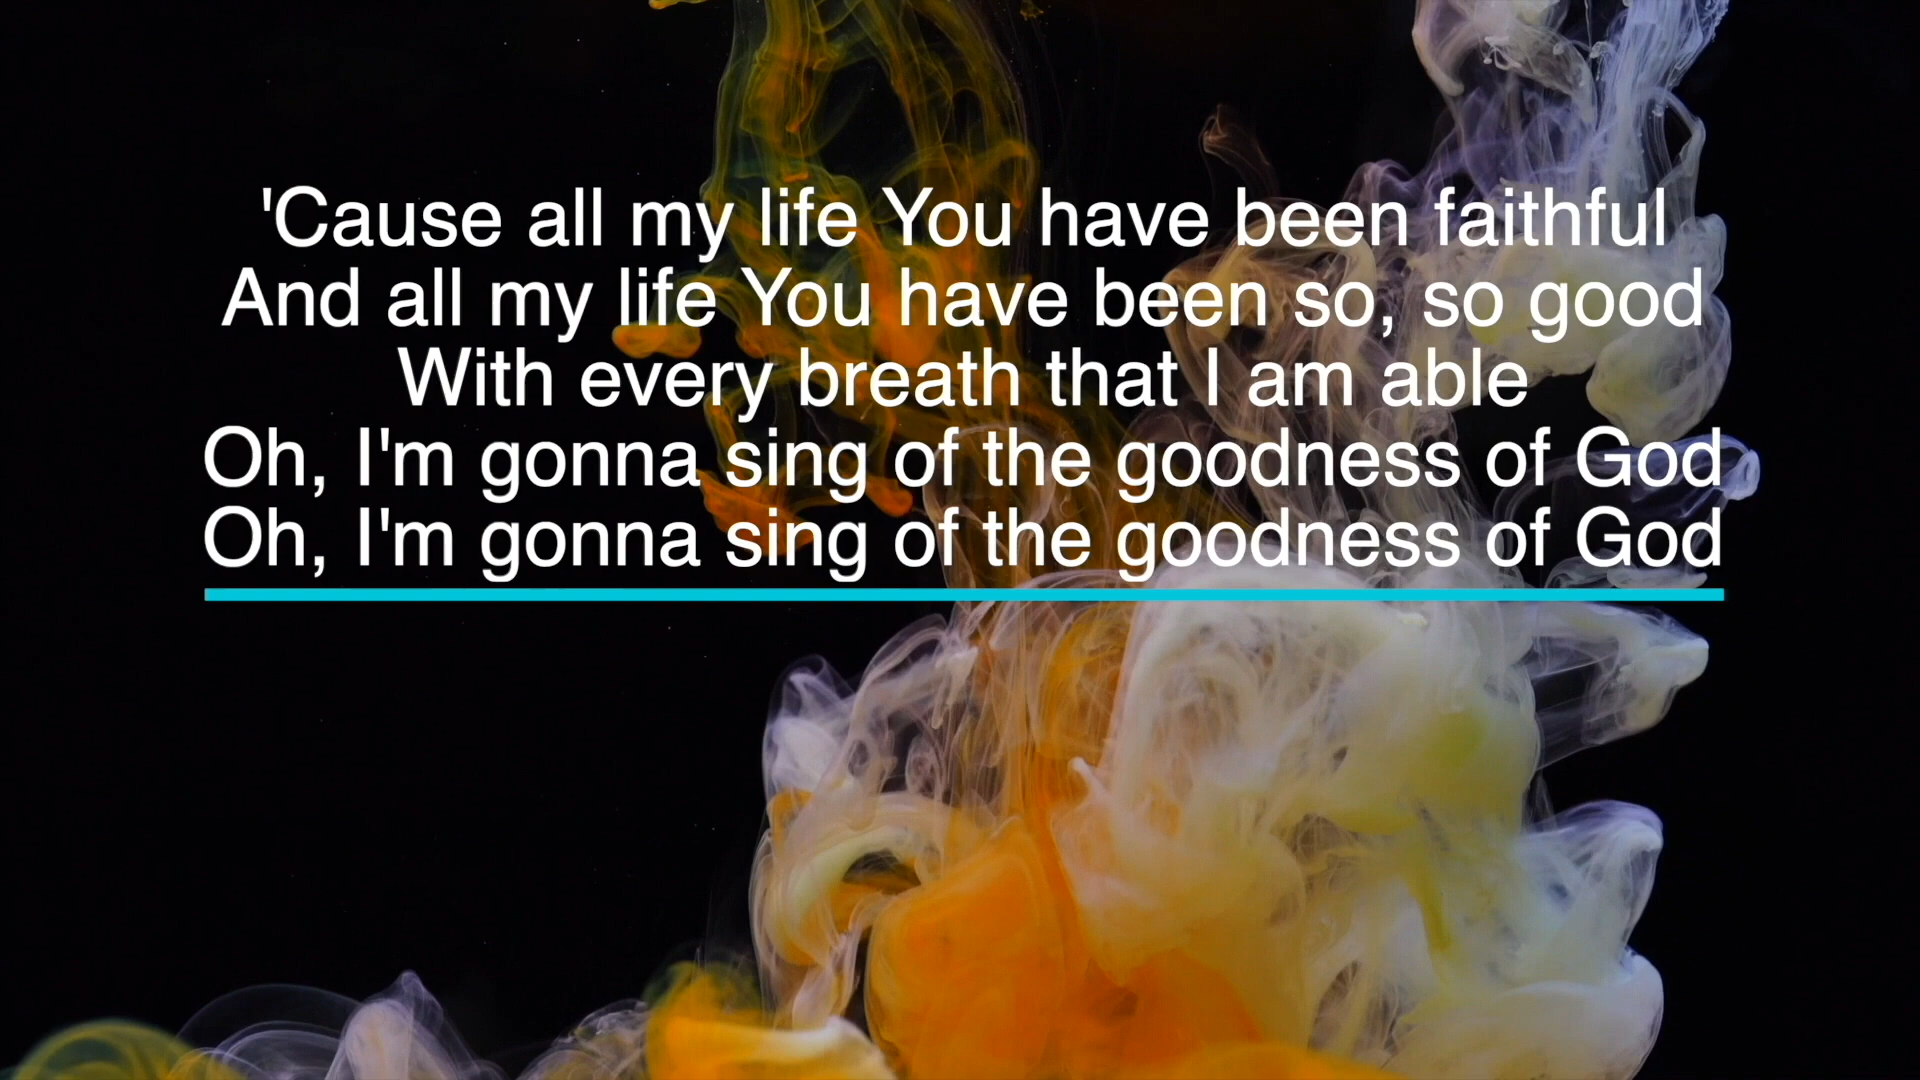 'Cause all my life You have been faithful
And all my life You have been so, so good
With every breath that I am able
Oh, I'm gonna sing of the goodness of God
Oh, I'm gonna sing of the goodness of God